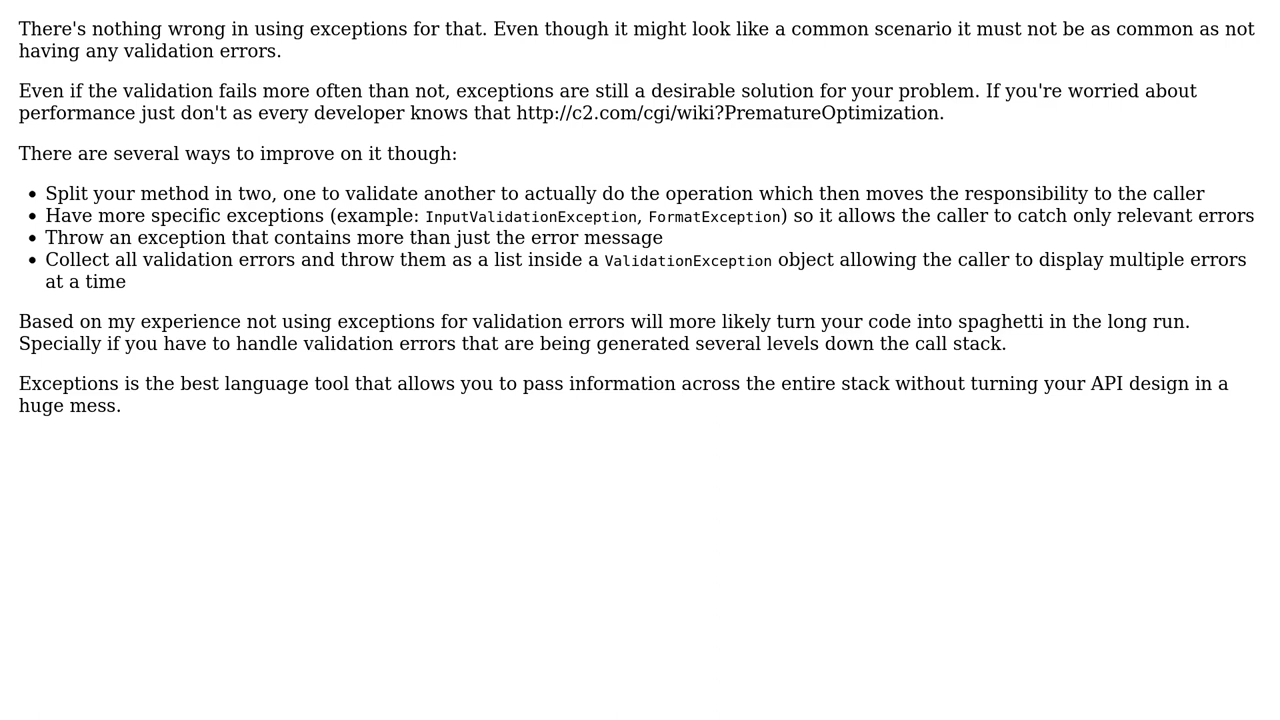 There's nothing wrong in using exceptions for that. Even though it might look like a common scenario it must not be as common as not
having any validation errors.
Even if the validation fails more often than not, exceptions are still a desirable solution for your problem. If you're worried about
performance just don't as every developer knows that http://c2.com/cgi/wiki?PrematureOptimization.
There are several ways to improve on it though:
• Split your method in two, one to validate another to actually do the operation which then moves the responsibility to the caller
• Have more specific exceptions (example: InputValidationException, FormatException) so it allows the caller to catch only relevant errors
• Throw an exception that contains more than just the error message
• Collect all validation errors and throw them as a list inside a ValidationException object allowing the caller to display multiple errors
at a time
Based on my experience not using exceptions for validation errors will more likely turn your code into spaghetti in the long run.
Specially if you have to handle validation errors that are being generated several levels down the call stack.
Exceptions is the best language tool that allows you to pass information across the entire stack without turning your API design in a
huge mess.